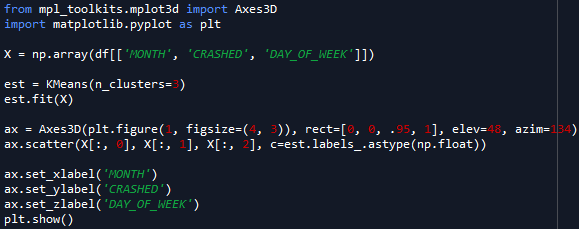 from mpl_toolkits.mplot3d import Axes3D
import matplotlib.pyplot as plt
X = np.array(df[['MONTH', 'CRASHED', 'DAY_OF_WEEK']])
est = KMeans(n_clusters=3)
est.fit(X)
ax = Axes3D(plt.figure(1, figsize=(4, 3)), rect=[0, 0, .95, 1], elev=48, azim=134)
ax.scatter(X[:, 0], X[:, 1], X[:, 2], c=est.labels_.astype(np.float))
ax.set_xlabel('MONTH')
ax.set_ylabel('CRASHED')
ax.set_zlabel('DAY_OF_WEEK')
plt.show()